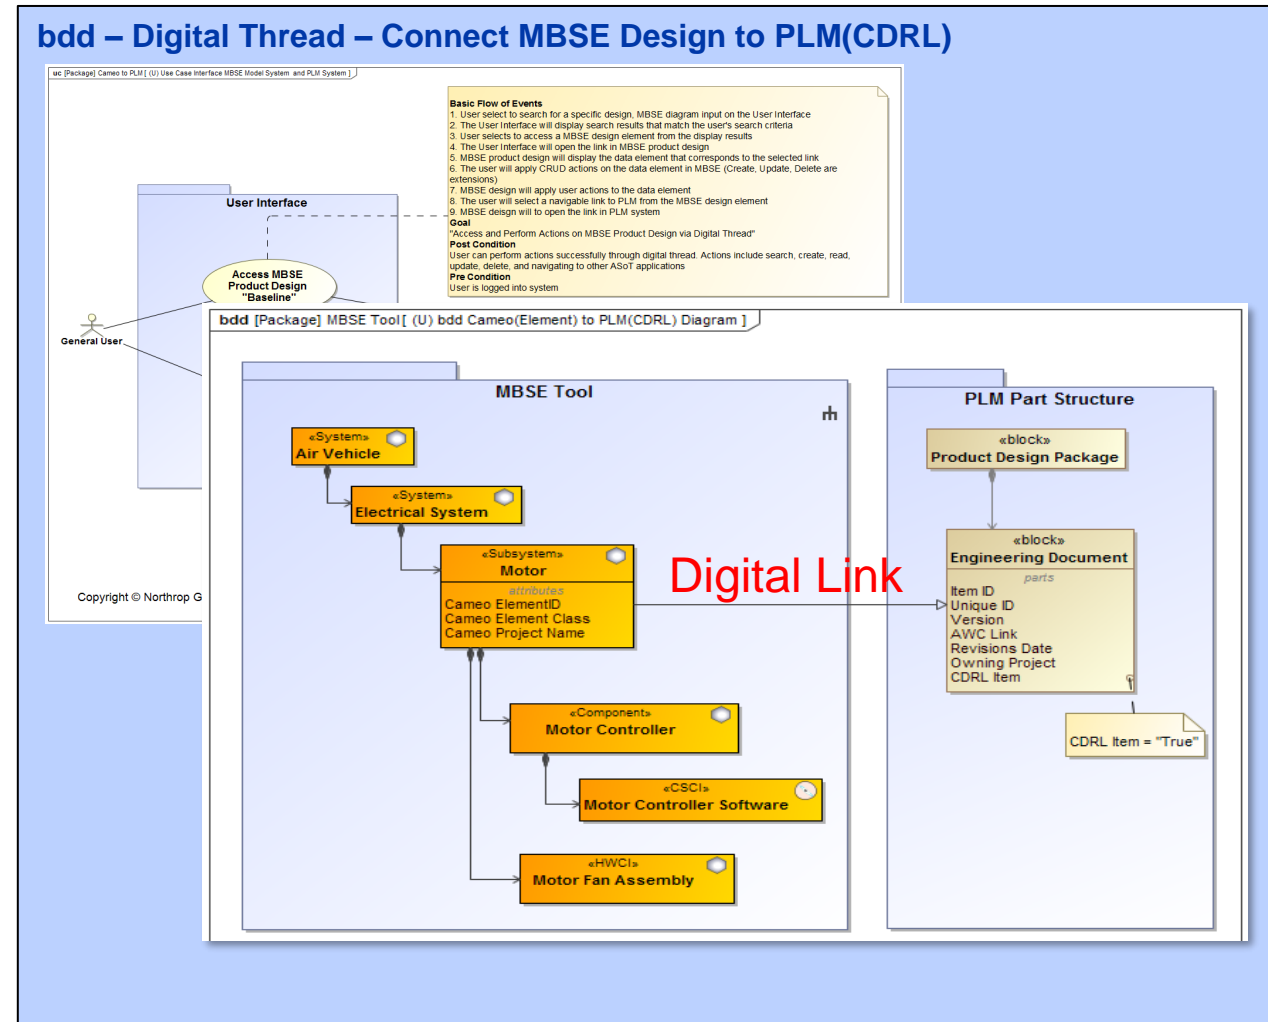 bdd – Digital Thread – Connect MBSE Design to PLM(CDRL)
uc [Package] Cameo to PLM [ (U) Use Case Interface MBSE Model System and PLM System ]
Basic Flow of Events
1. User select to search for a specific design, MBSE diagram input on the User Interface
2. The User Interface will display search results that match the user's search criteria
3. User selects to access a MBSE design element from the display results
4. The User Interface will open the link in MBSE product design
5. MBSE product design will display the data element that corresponds to the selected link
6. The user will apply CRUD actions on the data element in MBSE (Create, Update, Delete are
extensions)
7. MBSE design will apply user actions to the data element
8. The user will select a navigable link to PLM from the MBSE design element
9. MBSE deisgn will to open the link in PLM system
Goal
"Access and Perform Actions on MBSE Product Design via Digital Thread"
Post Condition
User can perform actions successfully through digital thread. Actions include search, create, read,
update, delete, and navigating to other ASoT applications
Pre Condition
User is logged into system
User Interface
Access MBSE
Product Design
"Baseline"
General User
Copyright © Northrop G
bdd [Package] MBSE Tool [ (U) bdd Cameo(Element) to PLM(CDRL) Diagram ]
MBSE Tool
«System»
Air Vehicle
«System»
Electrical System
«Subsystem»
Motor
attributes
Cameo ElementID
Cameo Element Class
Cameo Project Name
«Component»
Motor Controller
«CSCI»
Motor Controller Software
«HWCI»
Motor Fan Assembly
Digital Link
PLM Part Structure
«block»
Product Design Package
«block»
Engineering Document
parts
Item ID
Unique ID
Version
AWC Link
Revisions Date
Owning Project
CDRL Item
CDRL Item = "True"